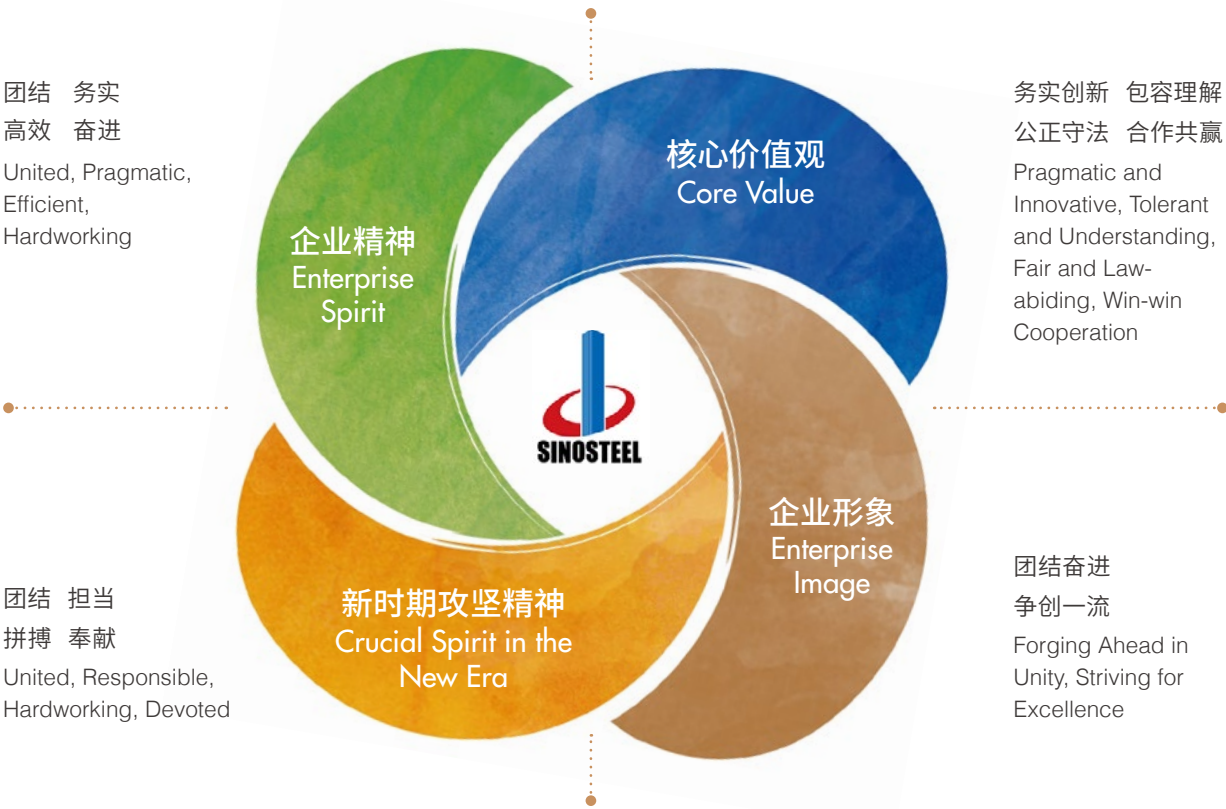 团结 务实
高效 奋进
United, Pragmatic,
Efficient,
Hardworking
企业精神
Enterprise
Spirit
核心价值观
Core Value
务实创新 包容理解
公正守法 合作共赢
Pragmatic and
Innovative, Tolerant
and Understanding,
Fair and Law-
abiding, Win-win
Cooperation
SINOSTEEL
团结 担当
拼搏 奉献
United, Responsible,
Hardworking, Devoted
新时期攻坚精神
Crucial Spirit in the
New Era
企业形象
Enterprise
Image
团结奋进
争创一流
Forging Ahead in
Unity, Striving for
Excellence